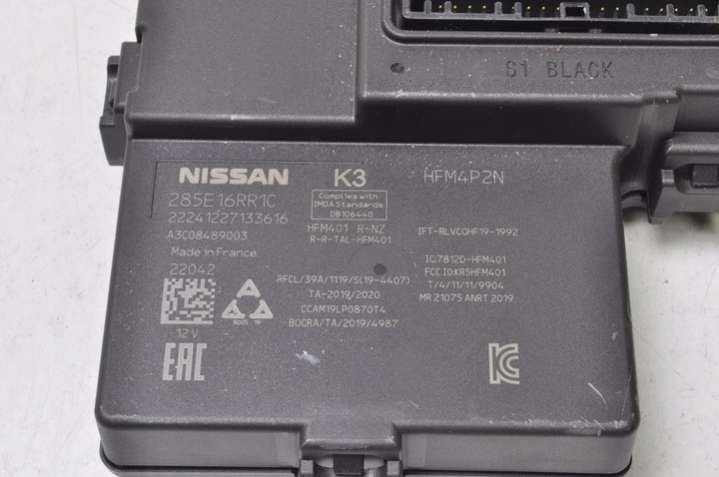 S1 BLACK
NISSAN
285E16RR1C
22241227133616
A3C08489003
Made in France
22042
12V
EAC
K3
Complies with
IMDA Standards
DB106440
HFM401 R-NZ
R-R-TAL-HFM401
RFCL/39A/1119/S(19-4407)
TA-2019/2020
CCAM19LP0870T4
BOCRA/TA/2019/4987
HFM4P2N
IFT-RLVCOHF19-1992
IC7812D-HFM401
FCC ID:KR5HFM401
T/4/11/11/9904
MR 21075 ANRT 2019